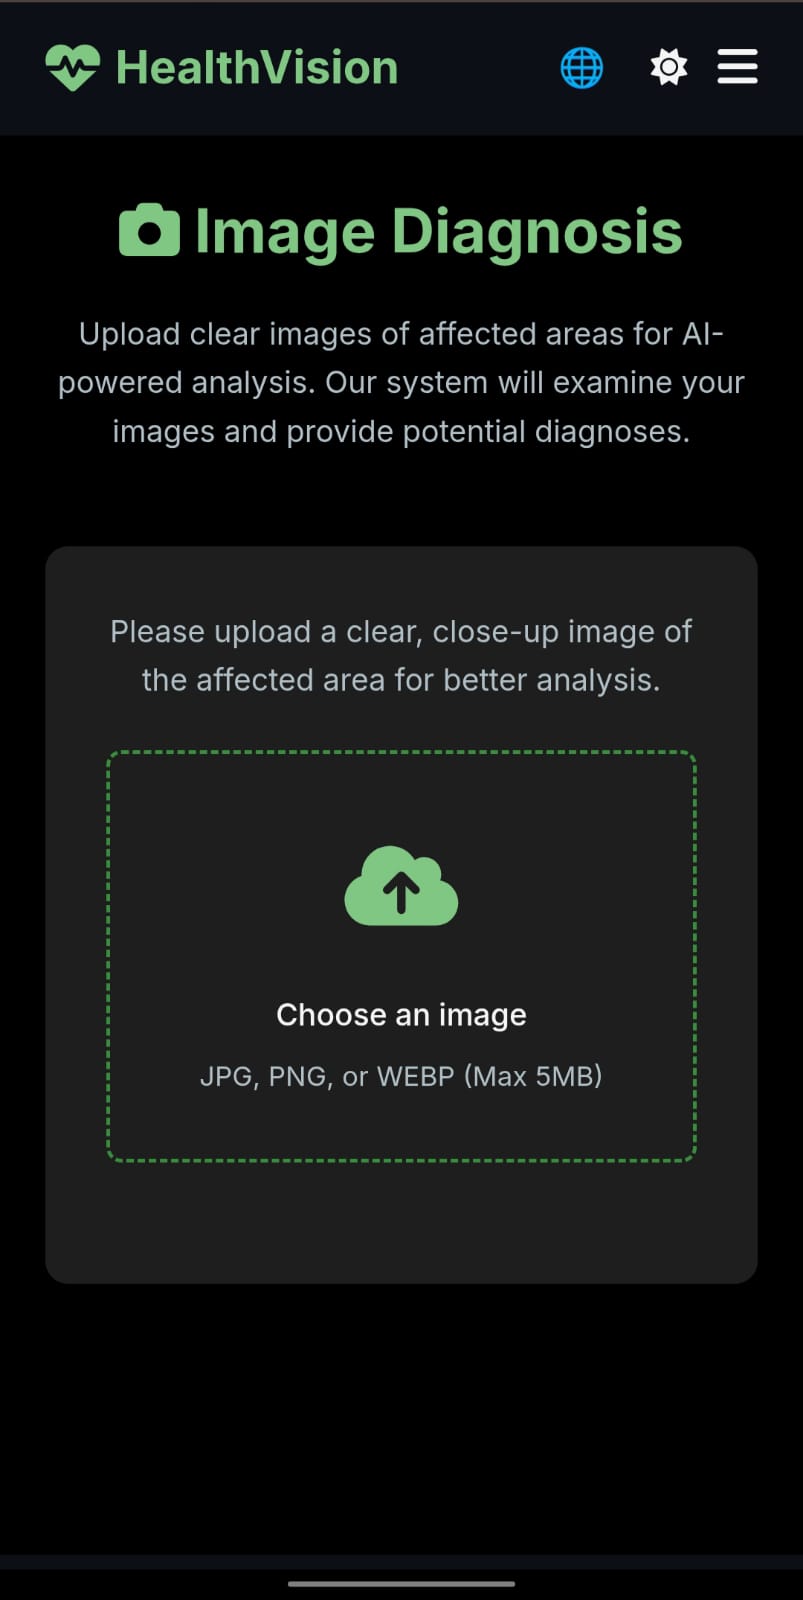 HealthVision
Image Diagnosis
Upload clear images of affected areas for AI-
powered analysis. Our system will examine your
images and provide potential diagnoses.
Please upload a clear, close-up image of
the affected area for better analysis.
Choose an image
JPG, PNG, or WEBP (Max 5MB)